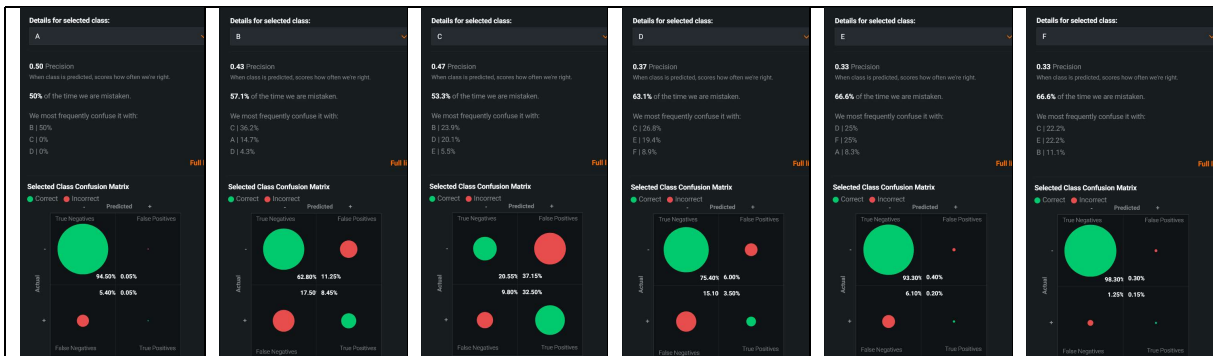 Details for selected class:
A
0.50 Precision
When class is predicted, scores how often we're right.
50% of the time we are mistaken.
We most frequently confuse it with:
B | 50%
C | 0%
D | 0%
Full li
Selected Class Confusion Matrix
Correct Incorrect
- Predicted +
True Negatives False Positives
-
94.50% 0.05%
Actual
5.40% 0.05%
+
False Negatives True Positives
Details for selected class:
B
0.43 Precision
When class is predicted, scores how often we're right.
57.1% of the time we are mistaken.
We most frequently confuse it with:
C | 36.2%
A | 14.7%
D | 4.3%
Full li
Selected Class Confusion Matrix
Correct Incorrect
- Predicted +
True Negatives False Positives
-
62.80% 11.25%
Actual
17.50 8.45%
+
False Negatives True Positives
Details for selected class:
C
0.47 Precision
When class is predicted, scores how often we're right.
53.3% of the time we are mistaken.
We most frequently confuse it with:
B | 23.9%
D | 20.1%
E | 5.5%
Full li
Selected Class Confusion Matrix
Correct Incorrect
- Predicted +
True Negatives False Positives
-
20.55% 37.15%
Actual
9.80% 32.50%
+
False Negatives True Positives
Details for selected class:
D
0.37 Precision
When class is predicted, scores how often we're right.
63.1% of the time we are mistaken.
We most frequently confuse it with:
C | 26.8%
E | 19.4%
F | 8.9%
Full li
Selected Class Confusion Matrix
Correct Incorrect
- Predicted +
True Negatives False Positives
-
75.40% 6.00%
Actual
15.10 3.50%
+
False Negatives True Positives
Details for selected class:
E
0.33 Precision
When class is predicted, scores how often we're right.
66.6% of the time we are mistaken.
We most frequently confuse it with:
D | 25%
F | 25%
A | 8.3%
Full li
Selected Class Confusion Matrix
Correct Incorrect
- Predicted +
True Negatives False Positives
-
93.30% 0.40%
Actual
6.10% 0.20%
+
False Negatives True Positives
Details for selected class:
F
0.33 Precision
When class is predicted, scores how often we're right.
66.6% of the time we are mistaken.
We most frequently confuse it with:
C | 22.2%
E | 22.2%
B | 11.1%
Full li
Selected Class Confusion Matrix
Correct Incorrect
- Predicted +
True Negatives False Positives
-
98.30% 0.30%
Actual
1.25% 0.15%
+
False Negatives True Positives